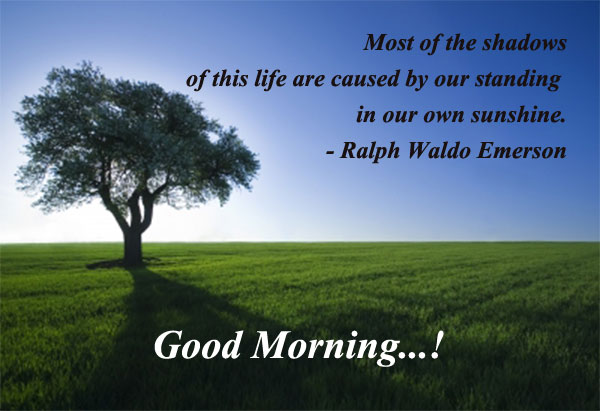 Most of the shadows
of this life are caused by our standing
in our own sunshine.
- Ralph Waldo Emerson
Good Morning...!